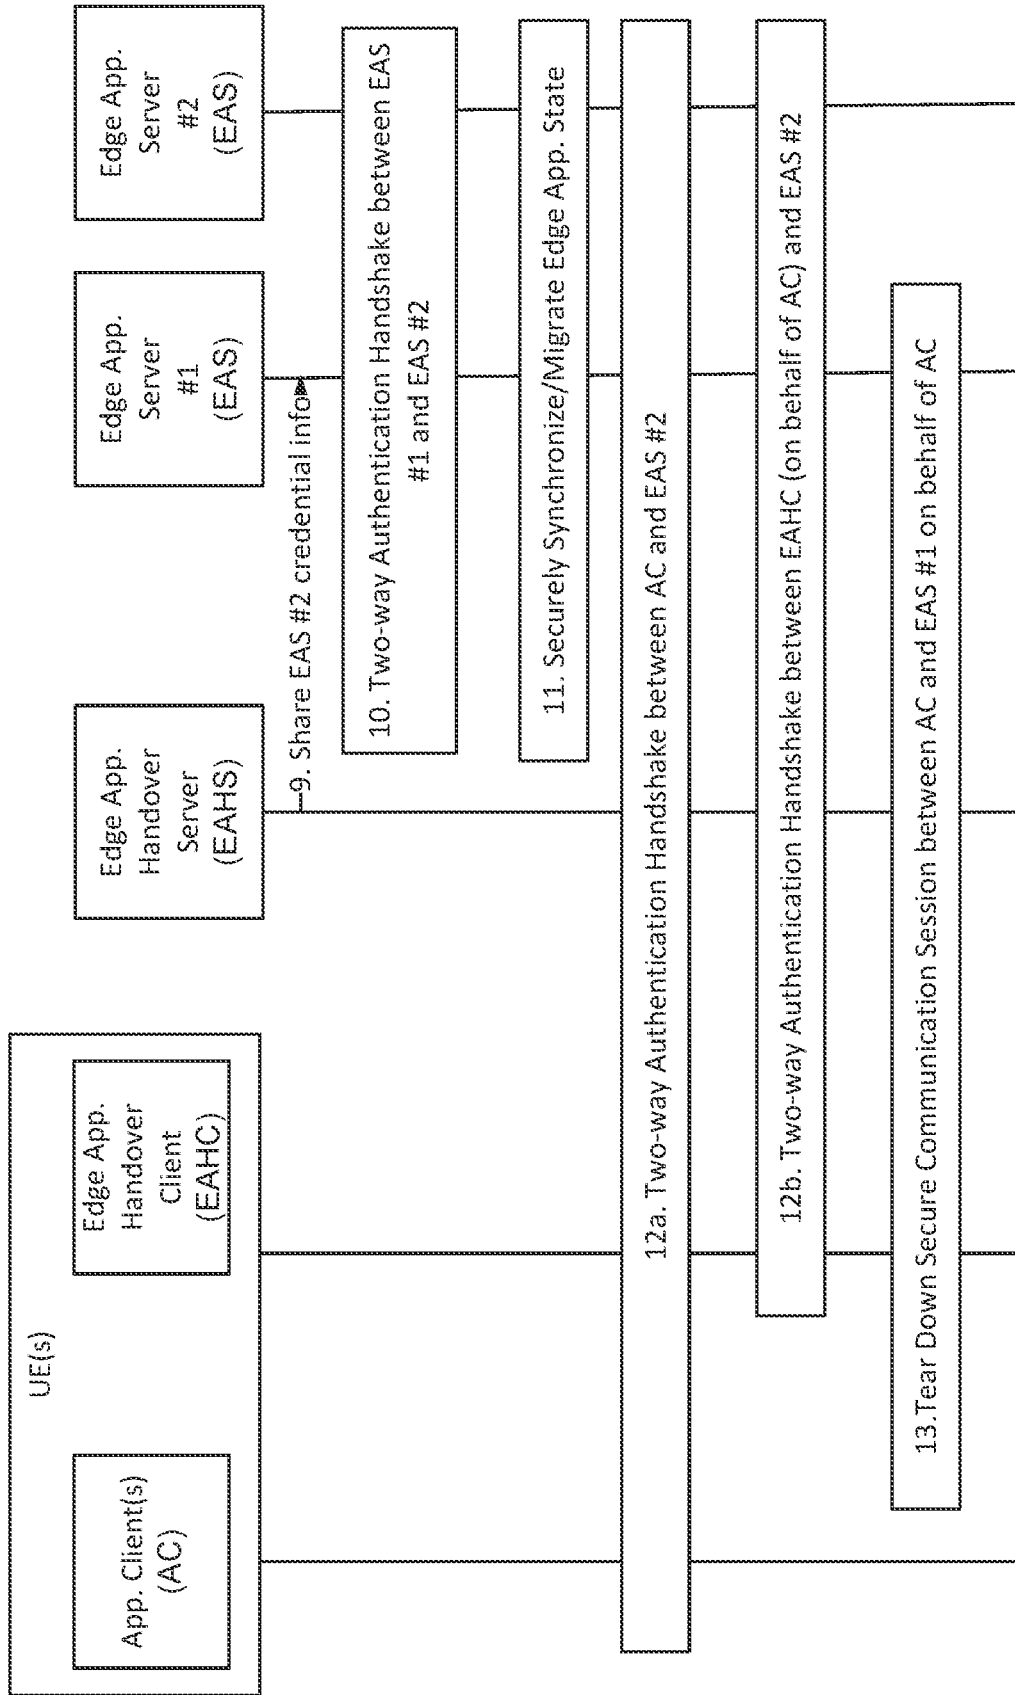 UE(s)
App. Client(s)
(AC)
Edge App.
Handover
Client
(EAHC)
Edge App.
Handover
Server
(EAHS)
Edge App.
Server
#1
(EAS)
Edge App.
Server
#2
(EAS)
9. Share EAS #2 credential info
10. Two-way Authentication Handshake between EAS
#1 and EAS #2
11. Securely Synchronize/Migrate Edge App. State
12a. Two-way Authentication Handshake between AC and EAS #2
12b. Two-way Authentication Handshake between EAHC (on behalf of AC) and EAS #2
13.Tear Down Secure Communication Session between AC and EAS #1 on behalf of AC